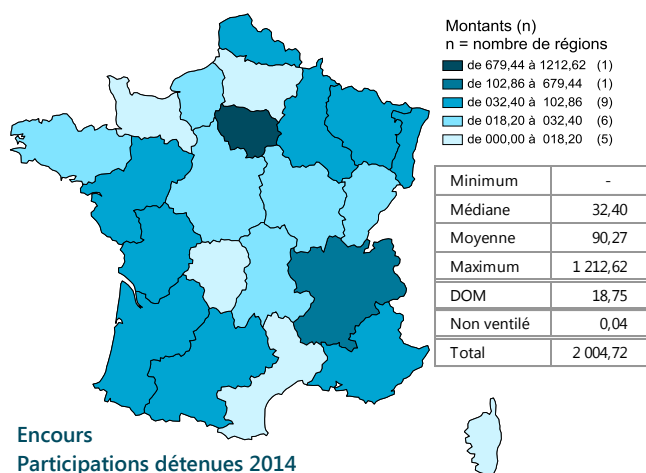 Montants (n)
n = nombre de régions
de 679,44 à 1212,62 (1)
de 102,86 à 679,44 (1)
de 032,40 à 102,86 (9)
de 018,20 à 032,40 (6)
de 000,00 à 018,20 (5)
Minimum -
Médiane 32,40
Moyenne 90,27
Maximum 1 212,62
DOM 18,75
Non ventilé 0,04
Total 2 004,72
Encours
Participations détenues 2014